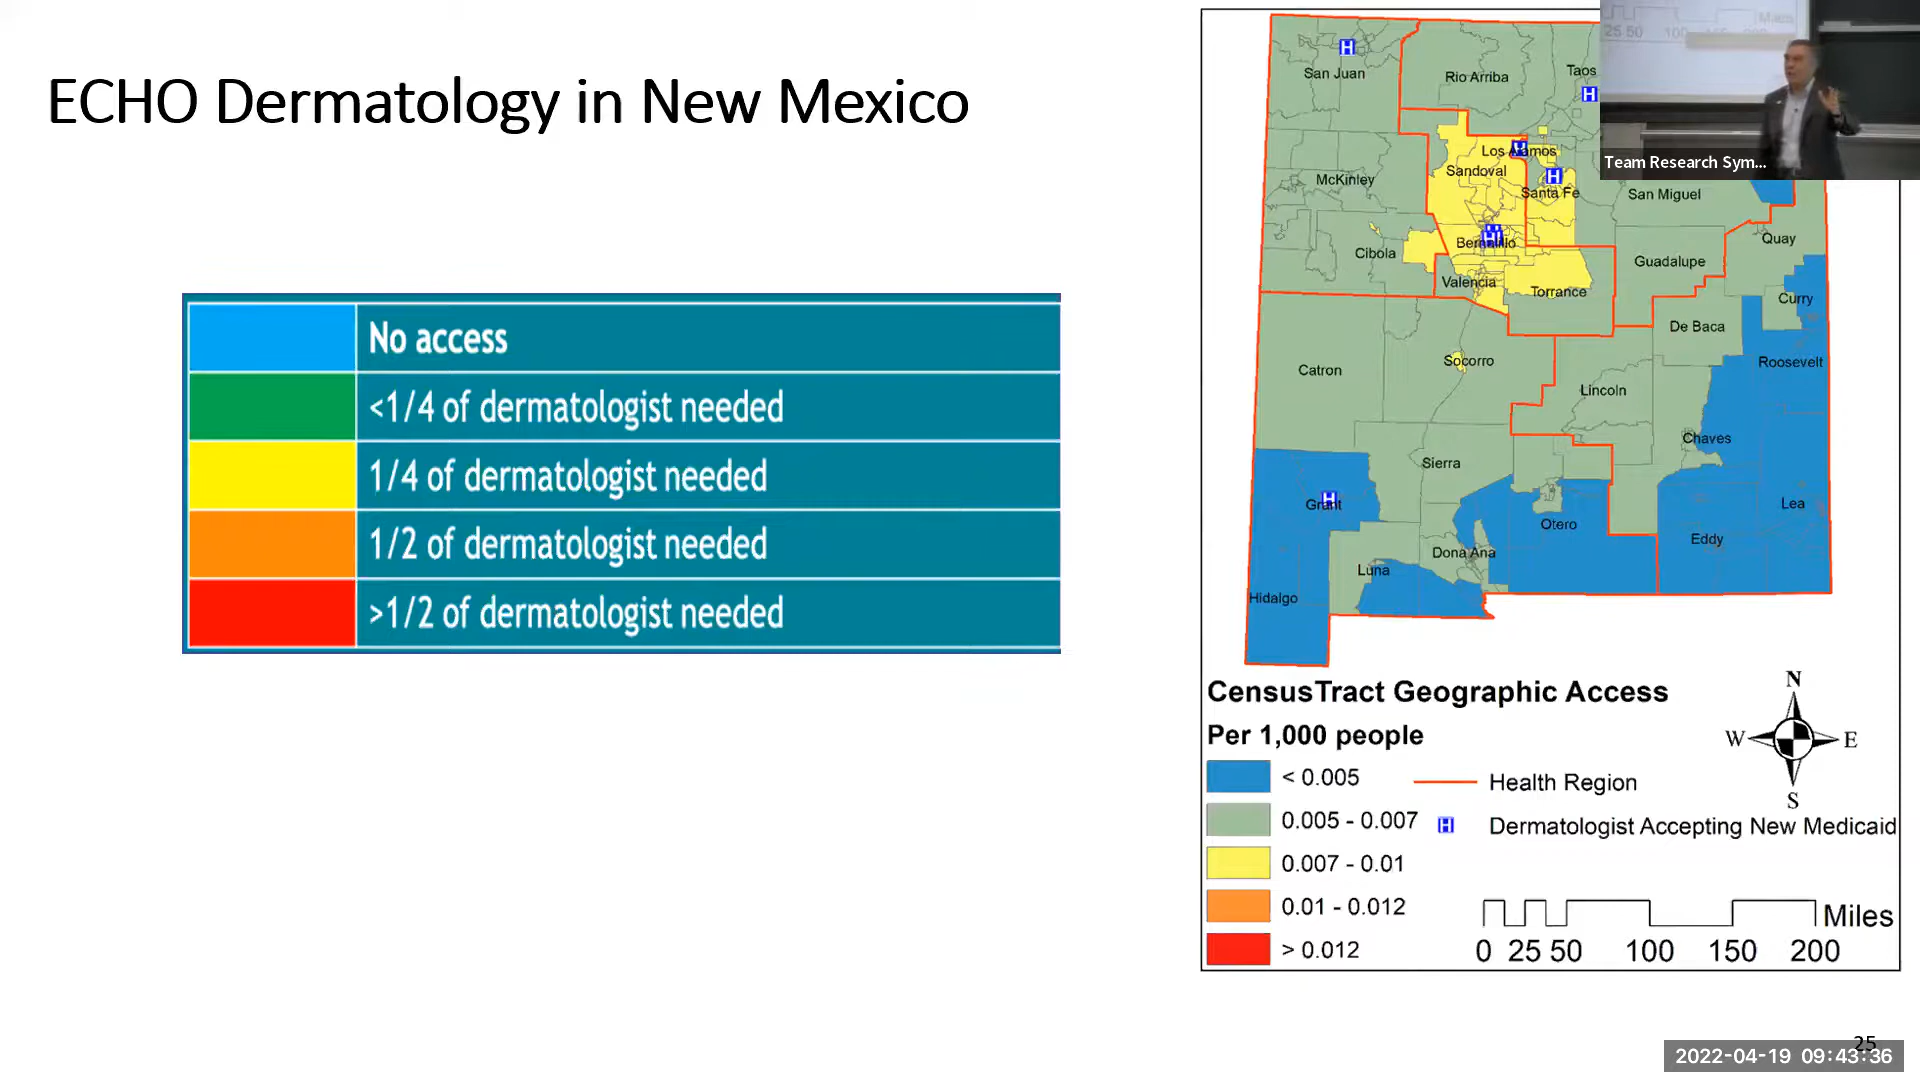 ECHO Dermatology in New Mexico
No access
<1/4 of dermatologist needed
1/4 of dermatologist needed
1/2 of dermatologist needed
>1/2 of dermatologist needed
San Juan
Rio Arriba
Taos
H
H
Los Alamos
H
Sandoval
McKinley
H
Santa Fe
San Miguel
Cibola
Bernalillo
H
Quay
Guadalupe
Valencia
Torrance
Curry
De Baca
Catron
Socorro
Lincoln
Roosevelt
Chaves
Sierra
Grant
H
Otero
Lea
Eddy
Dona Ana
Luna
Hidalgo
CensusTract Geographic Access
Per 1,000 people
< 0.005
0.005 - 0.007
0.007 - 0.01
0.01 - 0.012
> 0.012
Health Region
H Dermatologist Accepting New Medicaid
N
W E
S
Miles
0 25 50 100 150 200
Miles
25 50 100
Team Research Sym...
25
2022-04-19 09:43:36